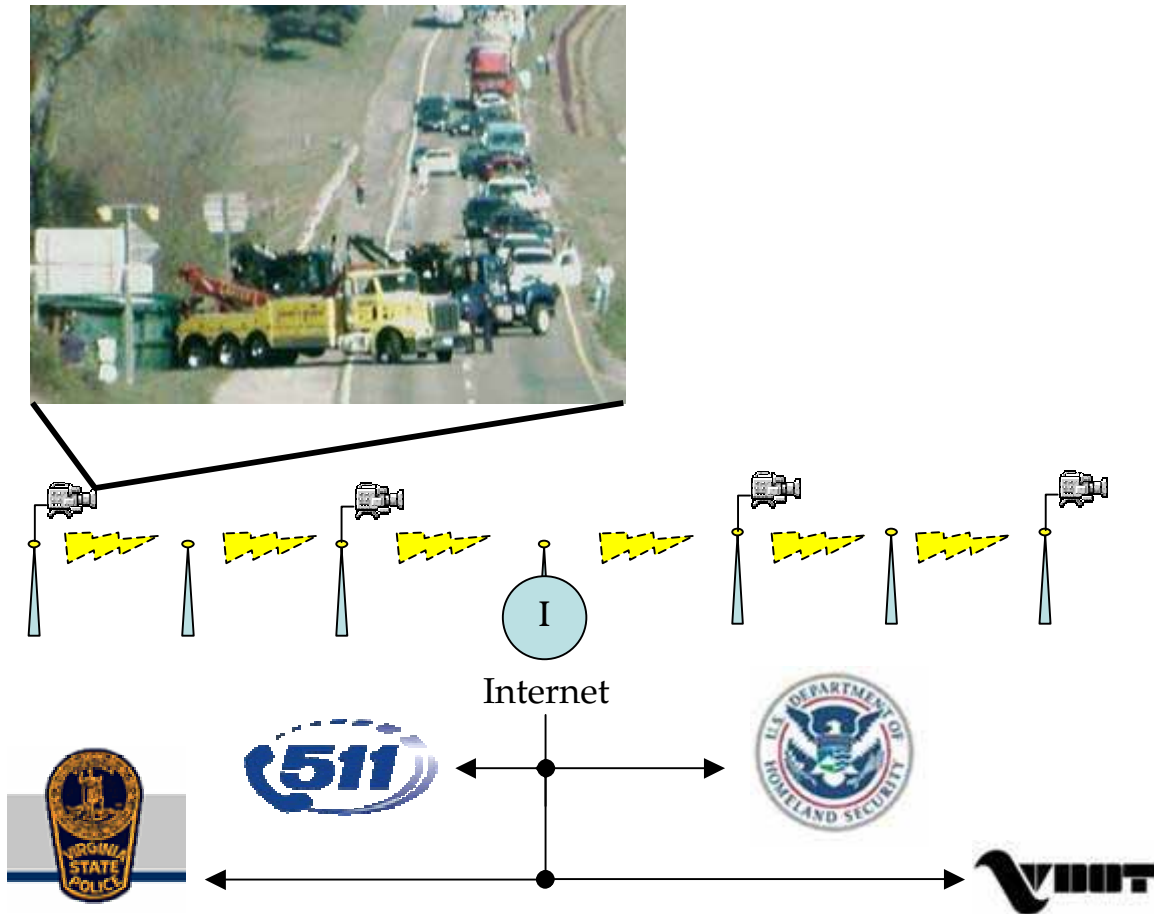 I
Internet
511
U.S. DEPARTMENT OF
HOMELAND SECURITY
VIRGINIA
STATE
POLICE
VDOT